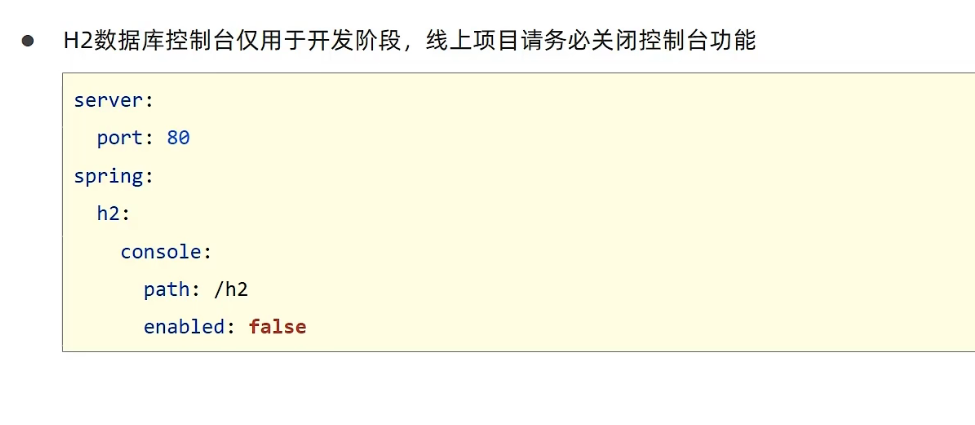 ● H2数据库控制台仅用于开发阶段，线上项目请务必关闭控制台功能
server:
  port: 80
spring:
  h2:
    console:
      path: /h2
      enabled: false